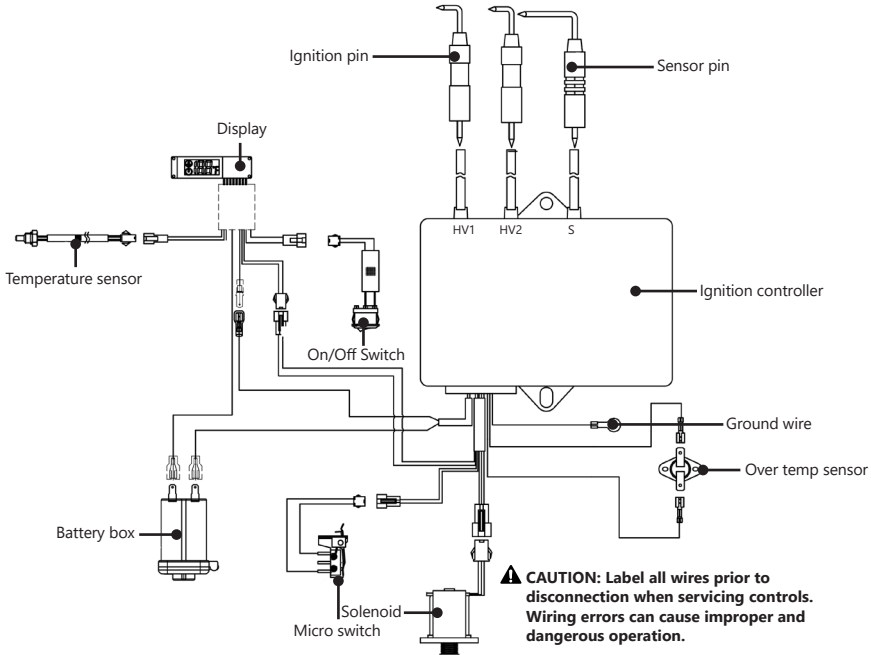 Ignition pin
Sensor pin
Display
HV1
HV2
S
Temperature sensor
Ignition controller
On/Off Switch
Ground wire
Over temp sensor
Battery box
Solenoid
Micro switch
CAUTION: Label all wires prior to
disconnection when servicing controls.
Wiring errors can cause improper and
dangerous operation.